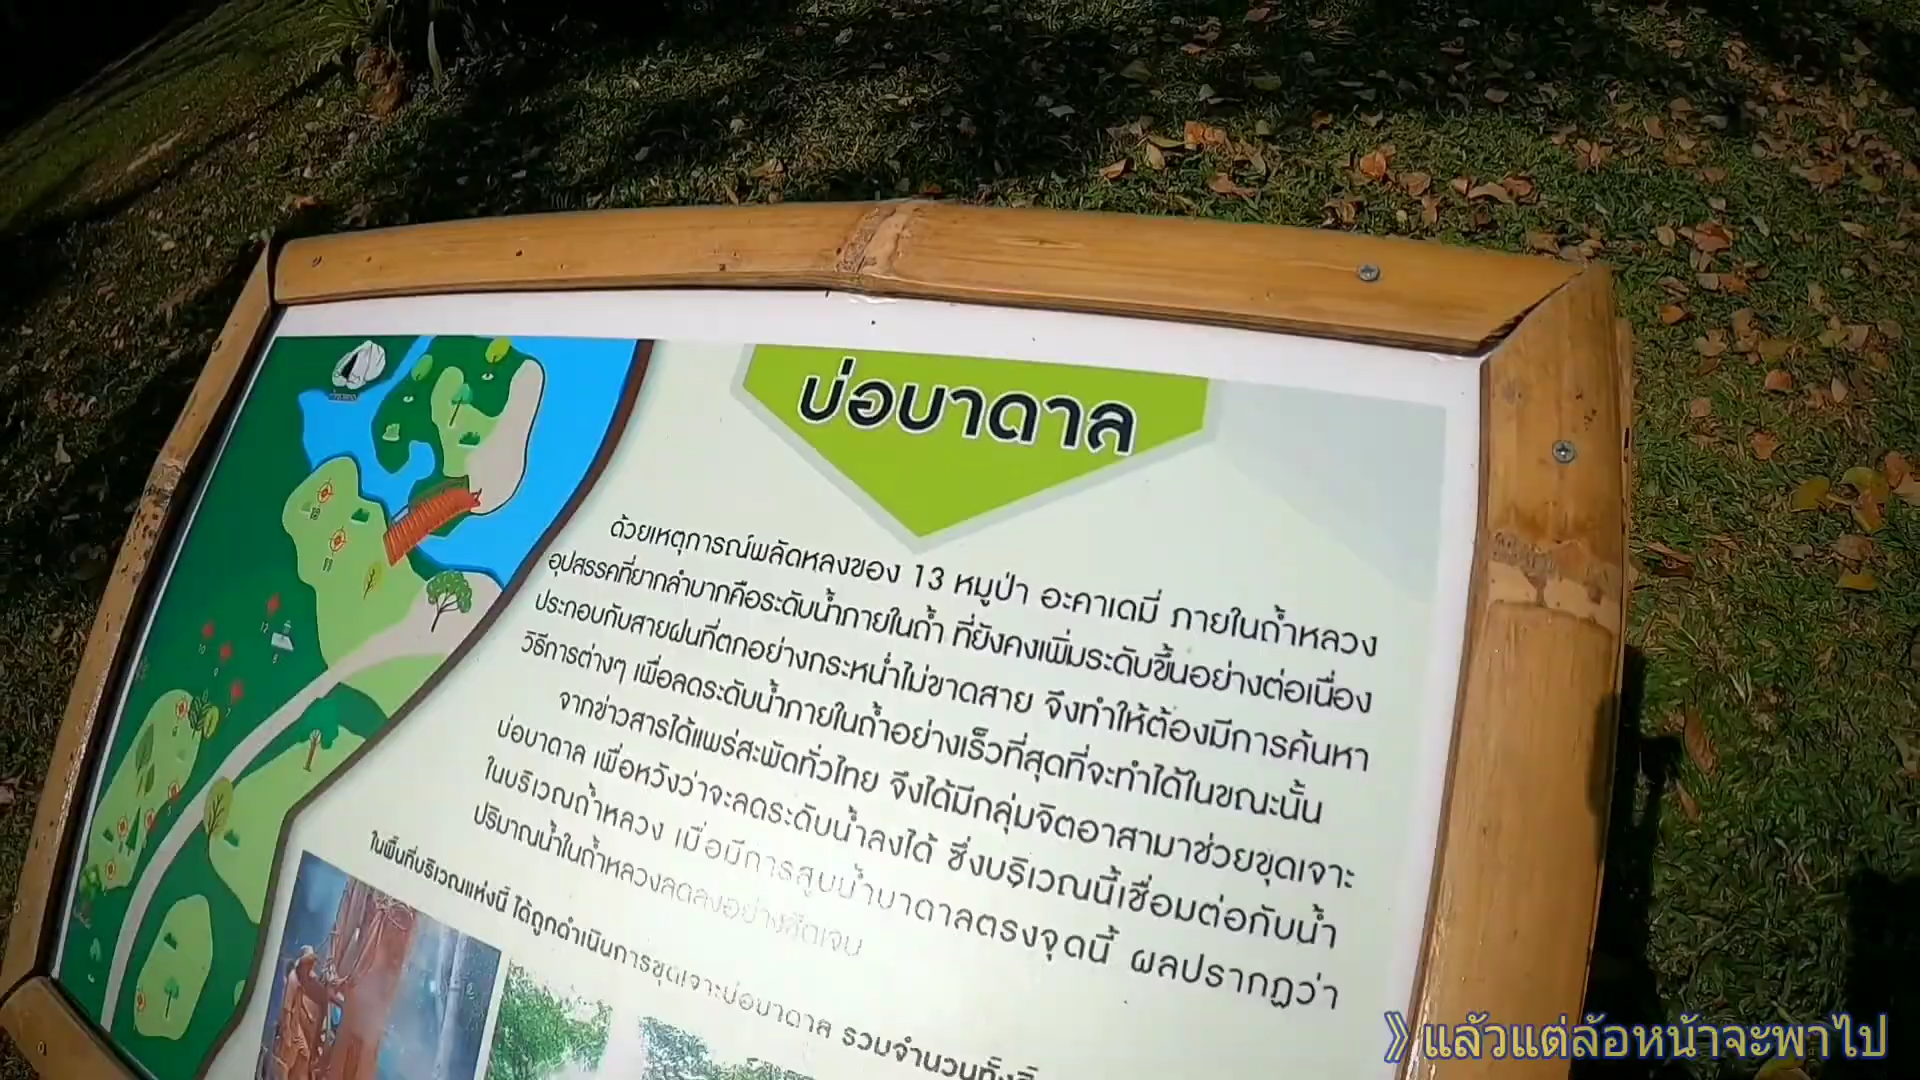 บ่อบาดาล
ด้วยเหตุการณ์พลัดหลงของ 13 หมูป่า อะคาเดมี่ ภายในถ้ำหลวง
อุปสรรคที่ยากลำบากคือระดับน้ำภายในถ้ำ ที่ยังคงเพิ่มระดับขึ้นอย่างต่อเนื่อง
ประกอบกับสายฝนที่ตกอย่างกระหน่ำไม่ขาดสาย จึงทำให้ต้องมีการค้นหา
วิธีการต่างๆ เพื่อลดระดับน้ำภายในถ้ำอย่างเร็วที่สุดที่จะทำได้ในขณะนั้น
จากข่าวสารได้แพร่สะพัดทั่วไทย จึงได้มีกลุ่มจิตอาสามาช่วยขุดเจาะ
บ่อบาดาล เพื่อหวังว่าจะลดระดับน้ำลงได้ ซึ่งบริเวณนี้เชื่อมต่อกับน้ำ
ในบริเวณถ้ำหลวง เมื่อมีการสูบน้ำบาดาลตรงจุดนี้ ผลปรากฏว่า
ปริมาณน้ำในถ้ำหลวงลดลงอย่างชัดเจน
ในพื้นที่บริเวณแห่งนี้ ได้ถูกดำเนินการขุดเจาะบ่อบาดาล รวมจำนวนทั้งสิ้น
》แล้วแต่ล้อหน้าจะพาไป